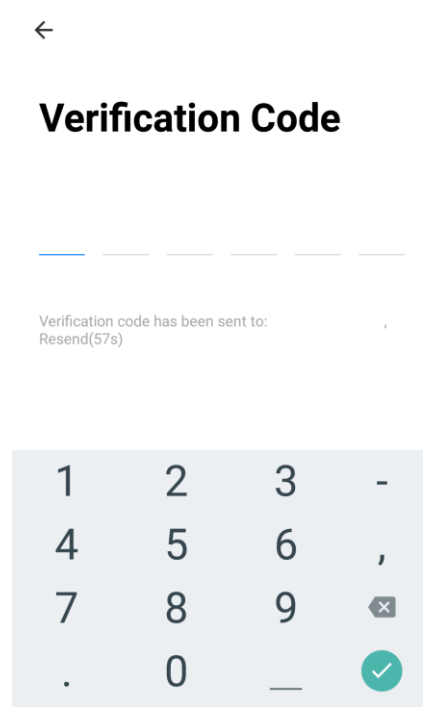 Verification Code
Verification code has been sent to: ,
Resend(57s)
1 2 3 -
4 5 6 ,
7 8 9
. 0 _